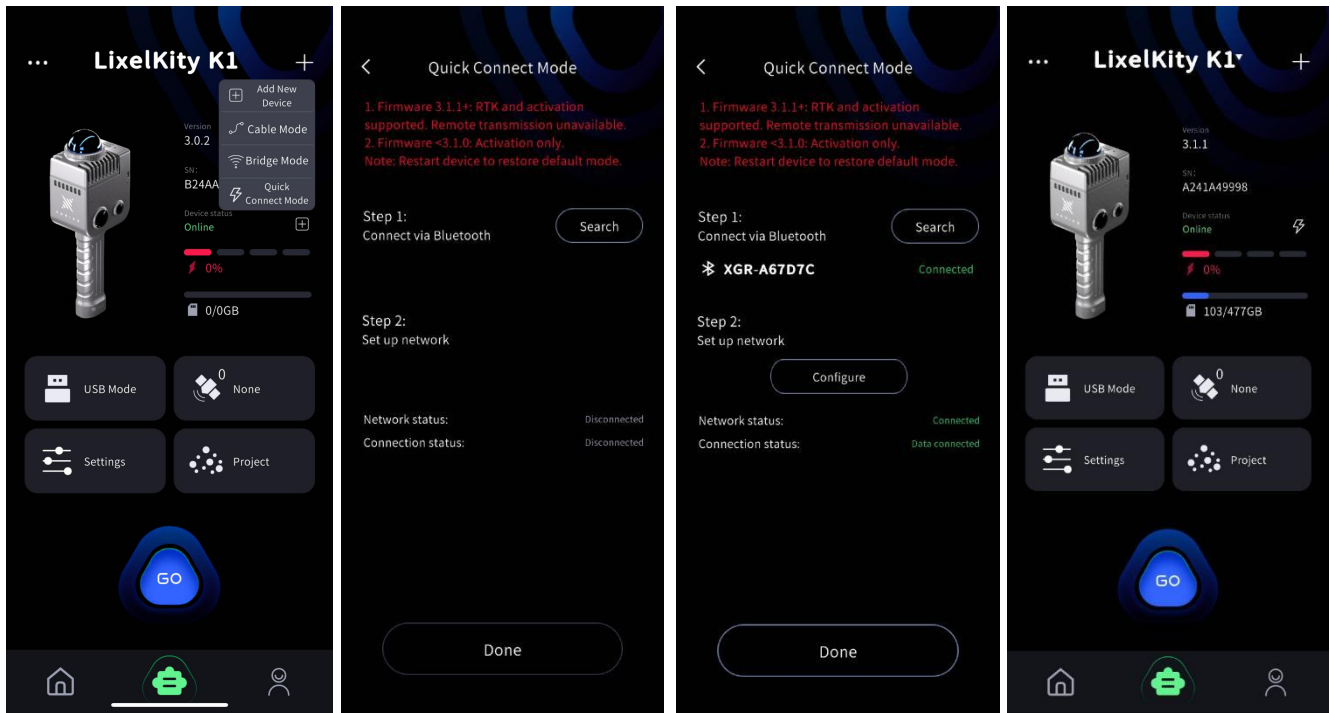 LixelKity K1
Add New
Device
Cable Mode
Bridge Mode
Quick
Connect Mode
Version
3.0.2
SN:
B24AA
Device status
Online
0%
0/0GB
USB Mode
0
None
Settings
Project
GO
Quick Connect Mode
1. Firmware 3.1.1+: RTK and activation
supported. Remote transmission unavailable.
2. Firmware <3.1.0: Activation only.
Note: Restart device to restore default mode.
Step 1:
Connect via Bluetooth
Search
Step 2:
Set up network
Network status:
Disconnected
Connection status:
Disconnected
Done
Quick Connect Mode
1. Firmware 3.1.1+: RTK and activation
supported. Remote transmission unavailable.
2. Firmware <3.1.0: Activation only.
Note: Restart device to restore default mode.
Step 1:
Connect via Bluetooth
Search
XGR-A67D7C
Connected
Step 2:
Set up network
Configure
Network status:
Connected
Connection status:
Data connected
Done
LixelKity K1
Version
3.1.1
SN:
A241A49998
Device status
Online
0%
103/477GB
USB Mode
0
None
Settings
Project
GO